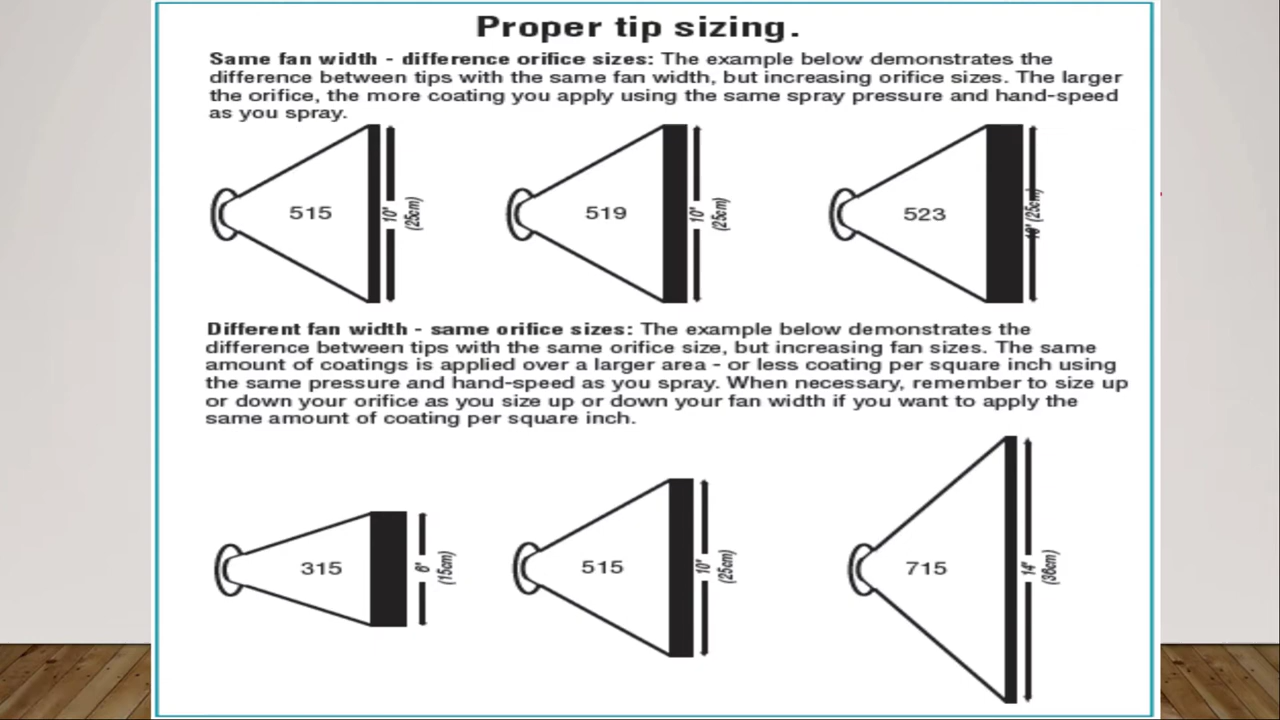 Proper tip sizing.
Same fan width - difference orifice sizes: The example below demonstrates the
difference between tips with the same fan width, but increasing orifice sizes. The larger
the orifice, the more coating you apply using the same spray pressure and hand-speed
as you spray.
515
10"
(25cm)
519
10"
(25cm)
523
10" (25cm)
Different fan width - same orifice sizes: The example below demonstrates the
difference between tips with the same orifice size, but increasing fan sizes. The same
amount of coatings is applied over a larger area - or less coating per square inch using
the same pressure and hand-speed as you spray. When necessary, remember to size up
or down your orifice as you size up or down your fan width if you want to apply the
same amount of coating per square inch.
315
6"
(15cm)
515
10"
(25cm)
715
14"
(36cm)